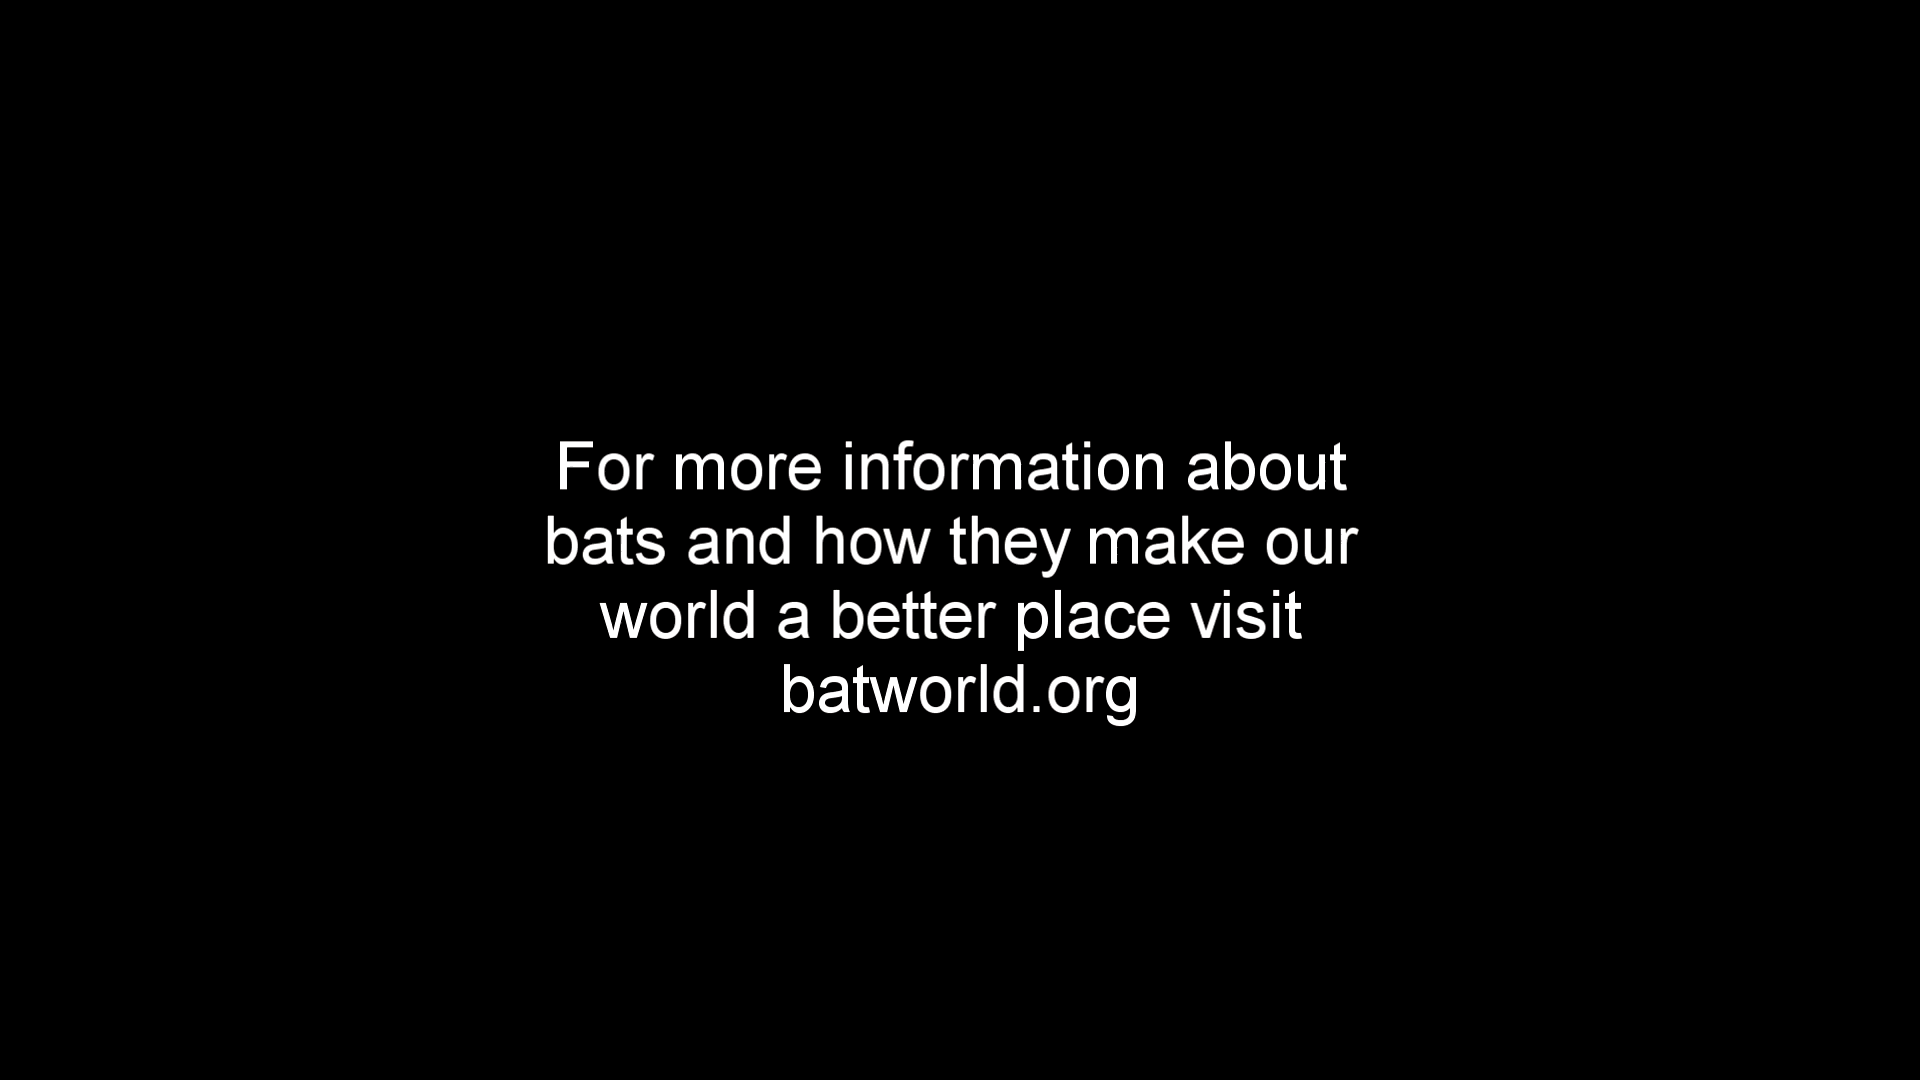 For more information about
bats and how they make our
world a better place visit
batworld.org